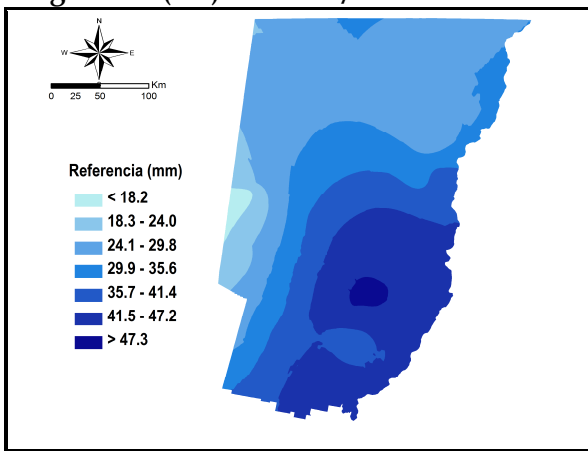 N
W E
S
Km
0 25 50 100
Referencia (mm)
< 18.2
18.3 - 24.0
24.1 - 29.8
29.9 - 35.6
35.7 - 41.4
41.5 - 47.2
> 47.3